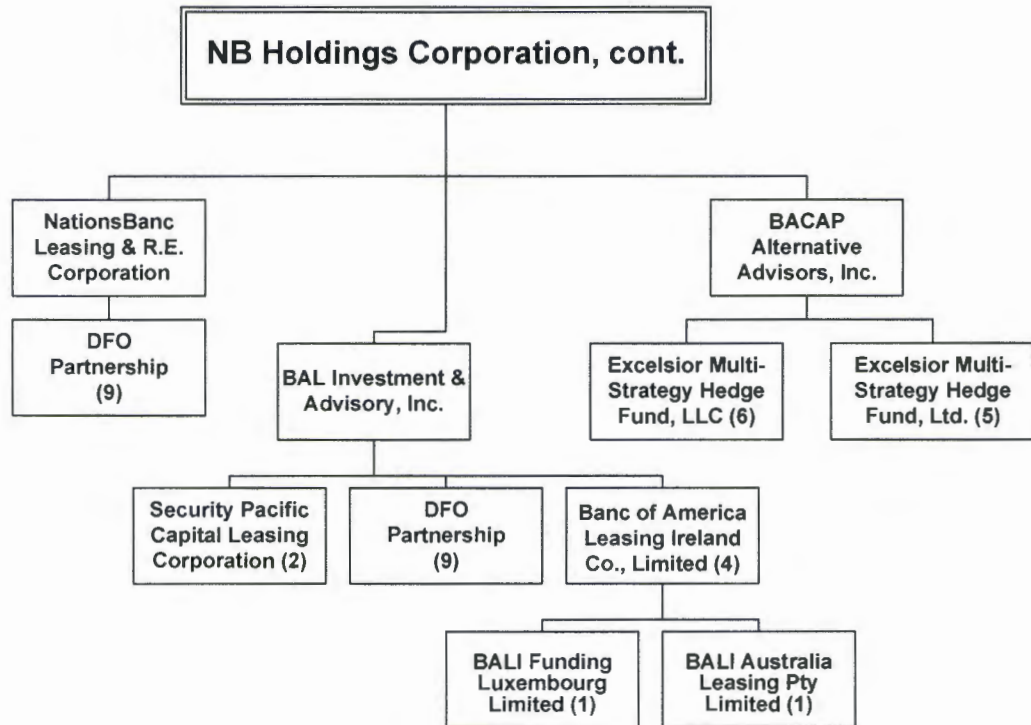 NB Holdings Corporation, cont.
NationsBanc
Leasing & R.E.
Corporation
BACAP
Alternative
Advisors, Inc.
DFO
Partnership
(9)
BAL Investment &
Advisory, Inc.
Excelsior Multi-
Strategy Hedge
Fund, LLC (6)
Excelsior Multi-
Strategy Hedge
Fund, Ltd. (5)
Security Pacific
Capital Leasing
Corporation (2)
DFO
Partnership
(9)
Banc of America
Leasing Ireland
Co., Limited (4)
BALI Funding
Luxembourg
Limited (1)
BALI Australia
Leasing Pty
Limited (1)